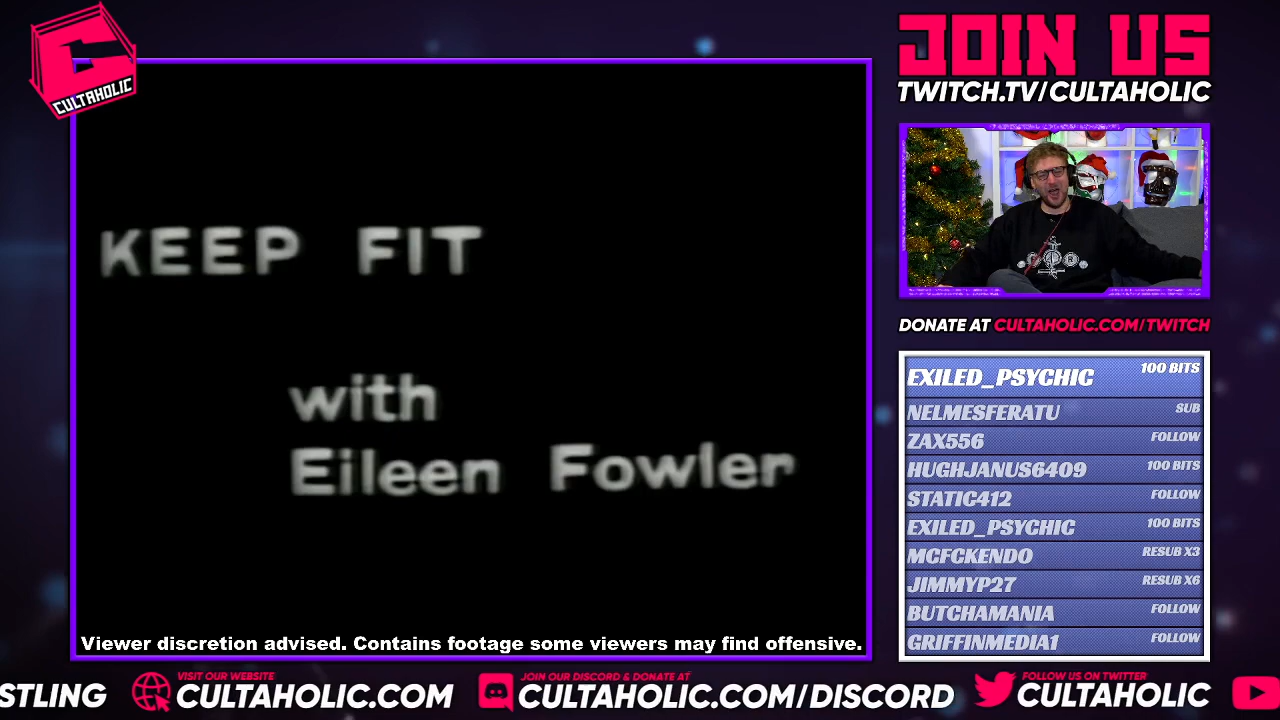 CULTAHOLIC
KEEP FIT
with
Eileen Fowler
Viewer discretion advised. Contains footage some viewers may find offensive.
JOIN US
TWITCH.TV/CULTAHOLIC
DONATE AT CULTAHOLIC.COM/TWITCH
EXILED_PSYCHIC 100 BITS
NELMESFERATU SUB
ZAX556 FOLLOW
HUGHJANUS6409 100 BITS
STATIC412 FOLLOW
EXILED_PSYCHIC 100 BITS
MCFCKENDO RESUB X3
JIMMYP27 RESUB X6
BUTCHAMANIA FOLLOW
GRIFFINMEDIA1 FOLLOW
STLING
VISIT OUR WEBSITE
CULTAHOLIC.COM
JOIN OUR DISCORD & DONATE AT
CULTAHOLIC.COM/DISCORD
FOLLOW US ON TWITTER
CULTAHOLIC